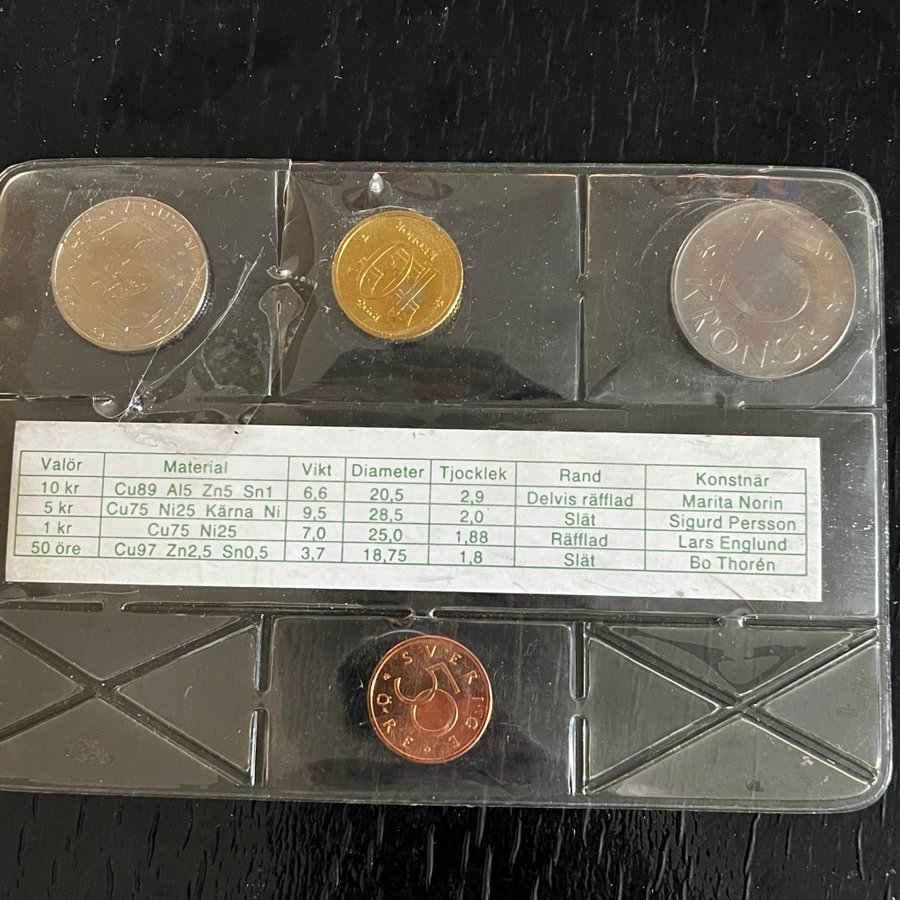 KRONOR
Valör Material Vikt Diameter Tjocklek Rand Konstnär
10 kr Cu89 Al5 Zn5 Sn1 6,6 20,5 2,9 Delvis räfflad Marita Norin
5 kr Cu75 Ni25 Kärna Ni 9,5 28,5 2,0 Slät Sigurd Persson
1 kr Cu75 Ni25 7,0 25,0 1,88 Räfflad Lars Englund
50 öre Cu97 Zn2,5 Sn0,5 3,7 18,75 1,8 Slät Bo Thorén
SVERIGE
50
ÖRE